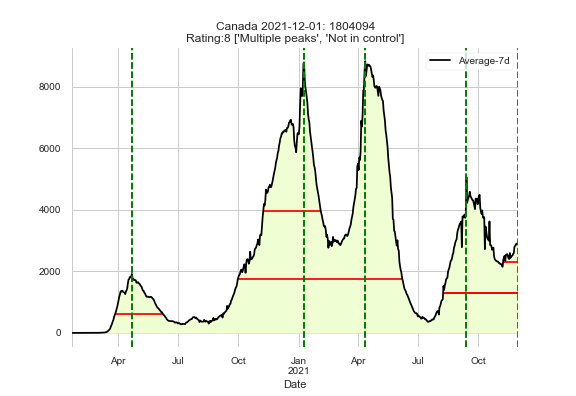 Canada 2021-12-01: 1804094
Rating:8 ['Multiple peaks', 'Not in control']
Average-7d
8000
6000
4000
2000
0
Apr
Jul
Oct
Jan
2021
Apr
Jul
Oct
Date